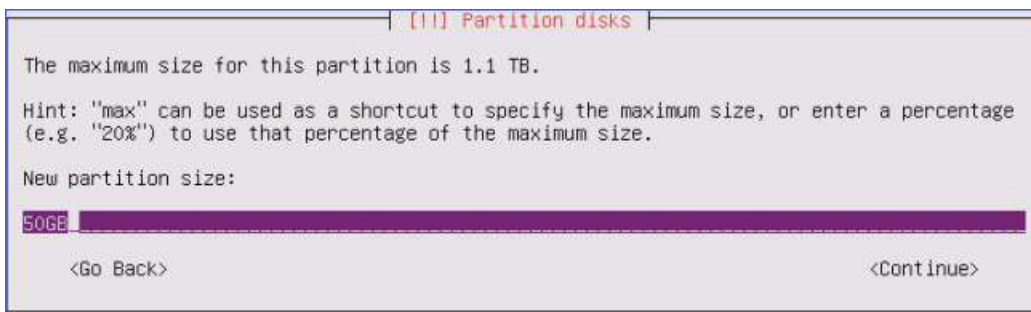 [!!] Partition disks
The maximum size for this partition is 1.1 TB.
Hint: "max" can be used as a shortcut to specify the maximum size, or enter a percentage
(e.g. "20%") to use that percentage of the maximum size.
New partition size:
50GB
<Go Back> <Continue>